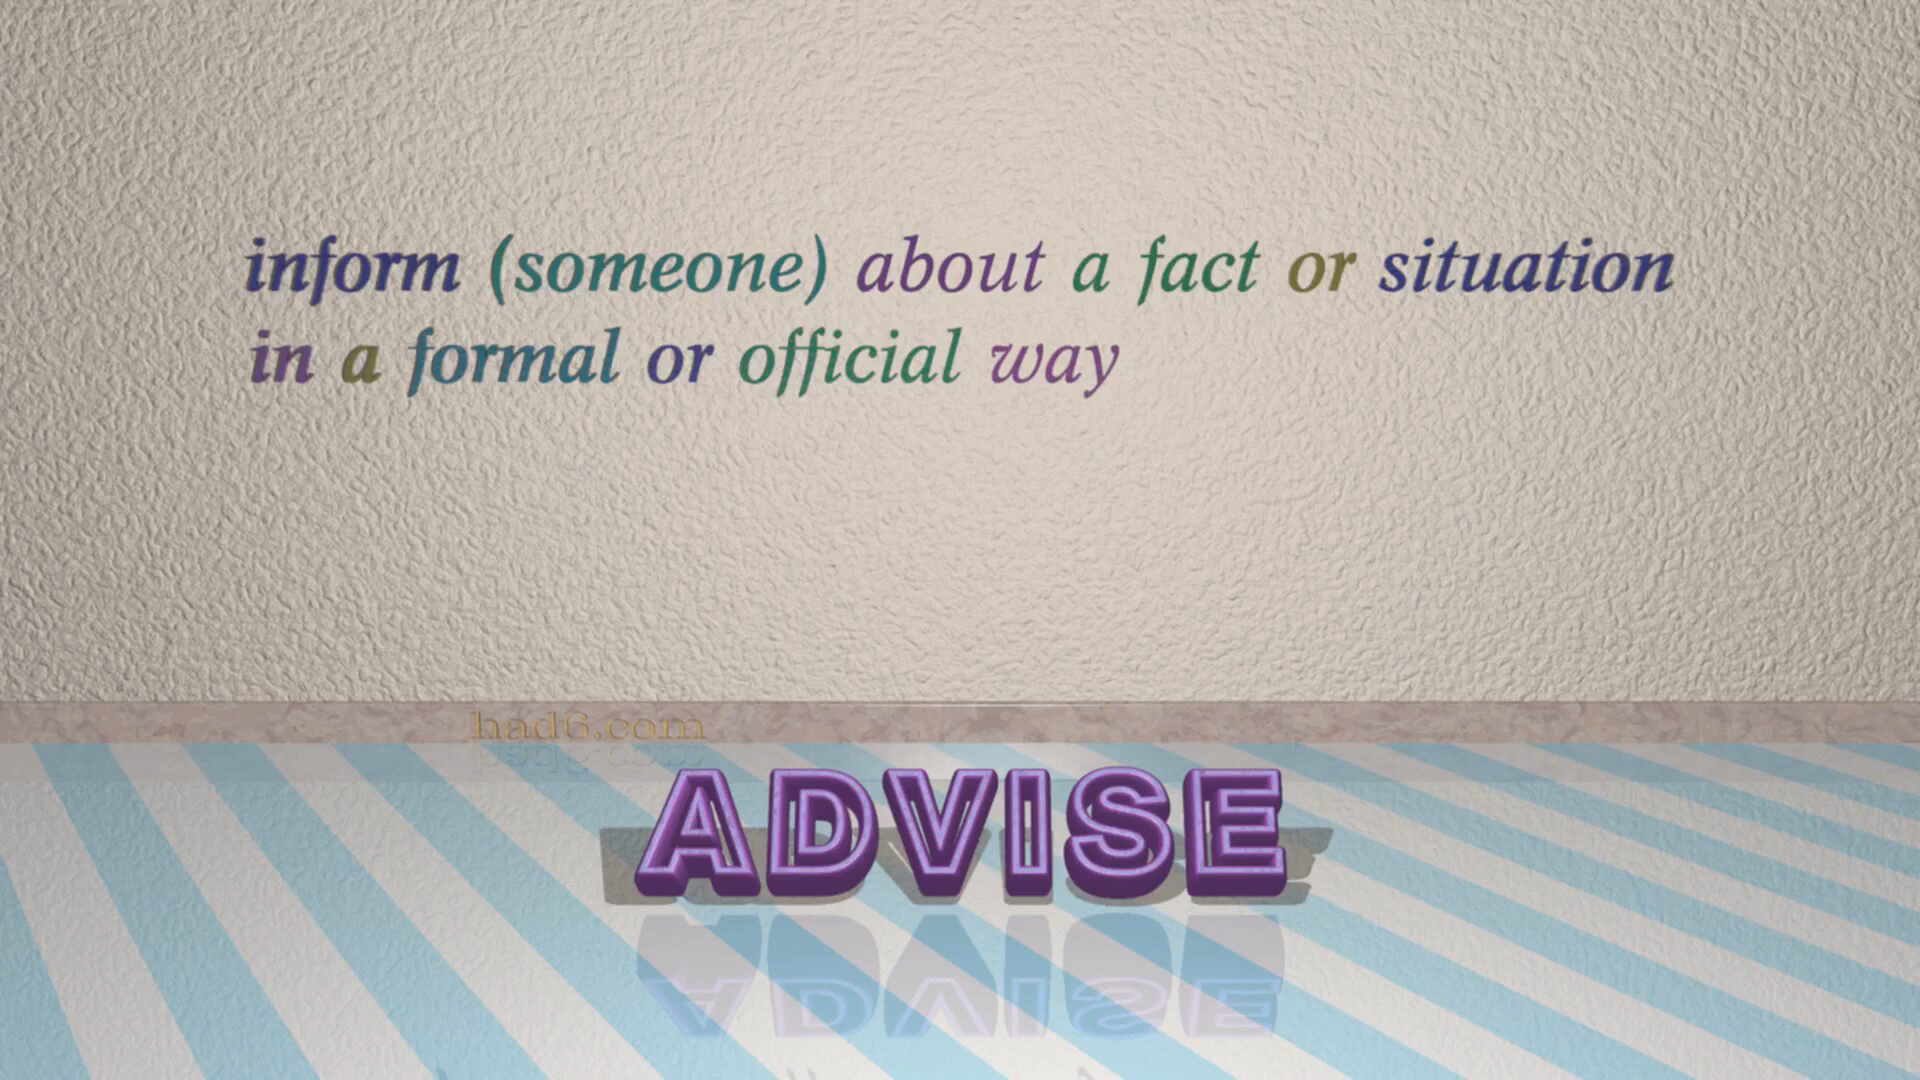 inform (someone) about a fact or situation
in a formal or official way
had6.com
ADVISE